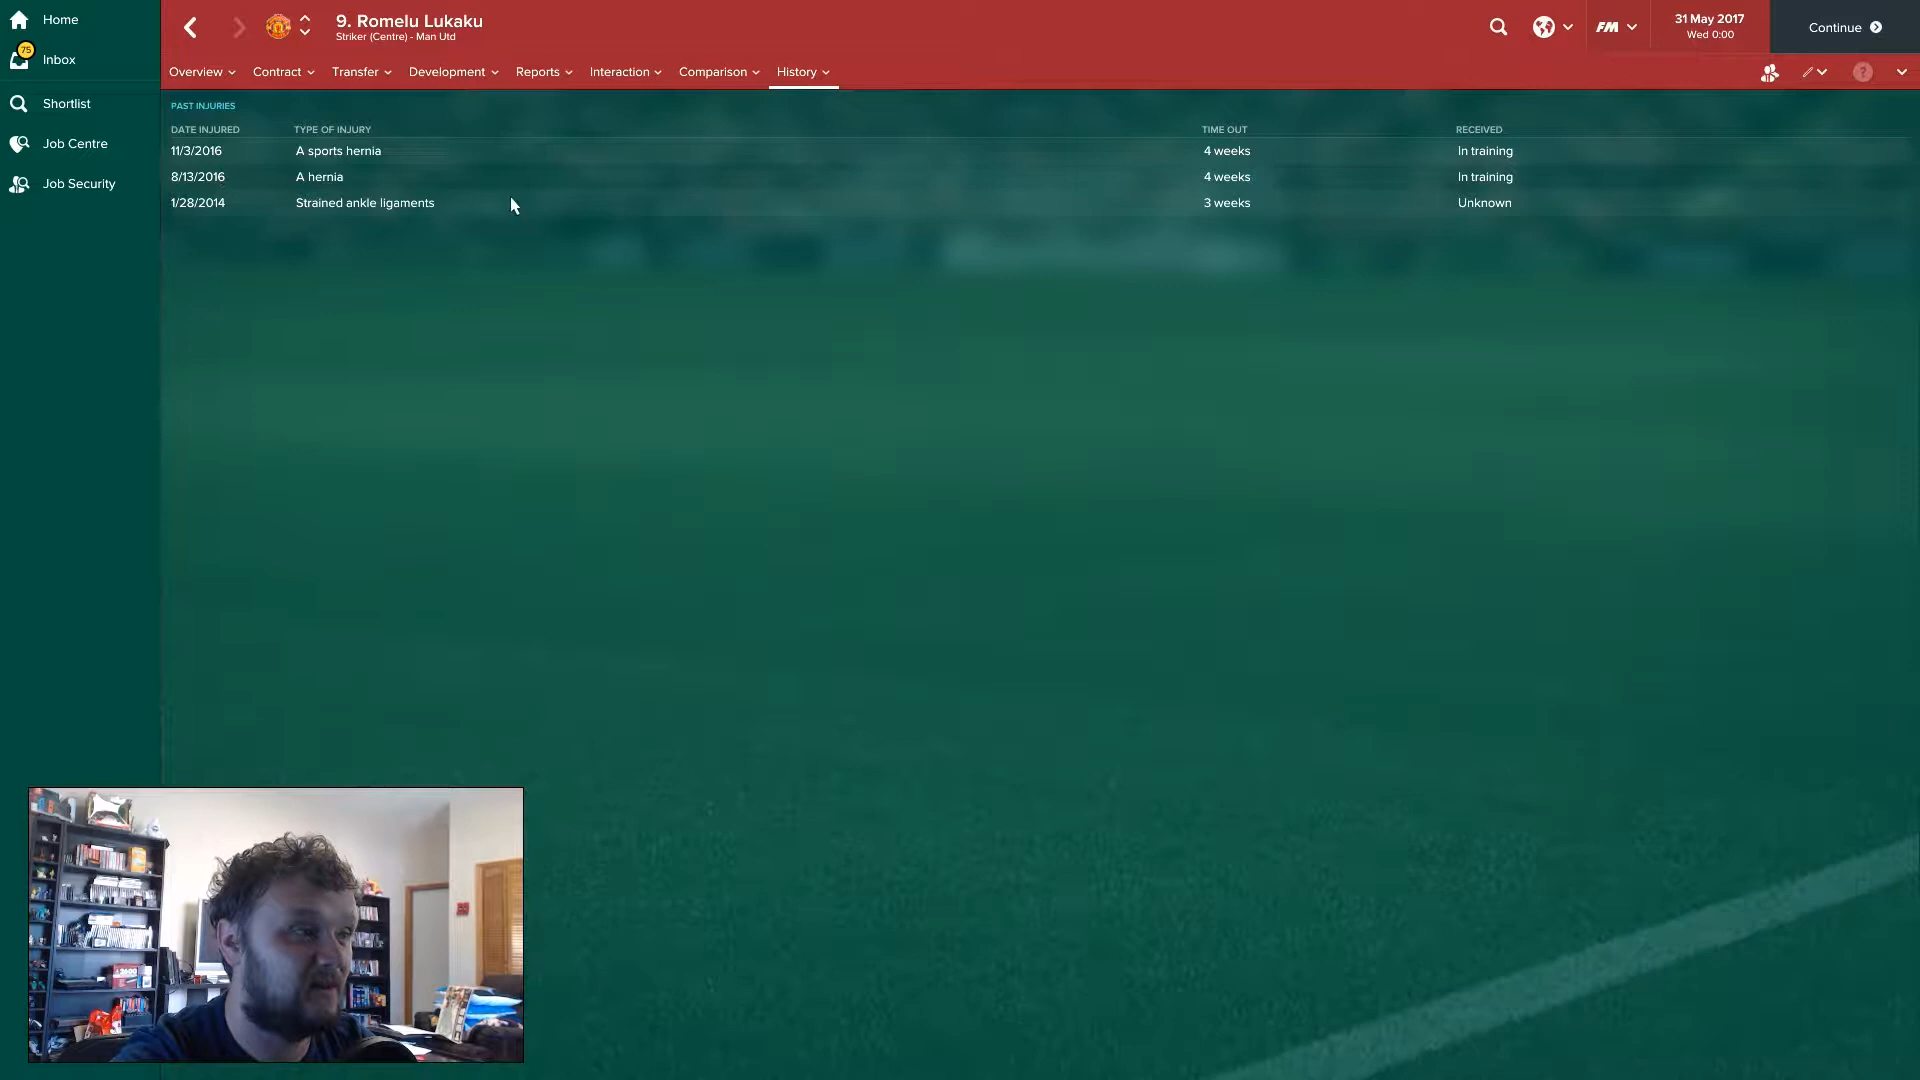 Home
Inbox
75
Shortlist
Job Centre
Job Security
9. Romelu Lukaku
Striker (Centre) - Man Utd
FM
31 May 2017
Wed 0:00
Continue
Overview
Contract
Transfer
Development
Reports
Interaction
Comparison
History
?
PAST INJURIES
DATE INJURED TYPE OF INJURY TIME OUT RECEIVED
11/3/2016 A sports hernia 4 weeks In training
8/13/2016 A hernia 4 weeks In training
1/28/2014 Strained ankle ligaments 3 weeks Unknown